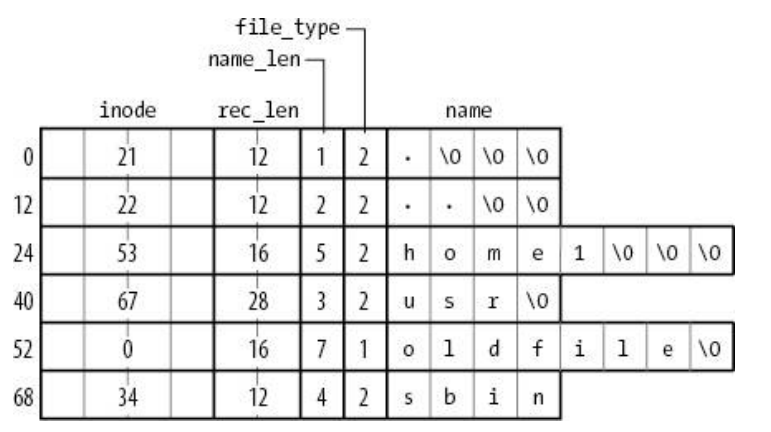 file_type
name_len
inode rec_len name
0 21 12 1 2 . \0 \0 \0
12 22 12 2 2 . . \0 \0
24 53 16 5 2 h o m e 1 \0 \0 \0
40 67 28 3 2 u s r \0
52 0 16 7 1 o l d f i l e \0
68 34 12 4 2 s b i n